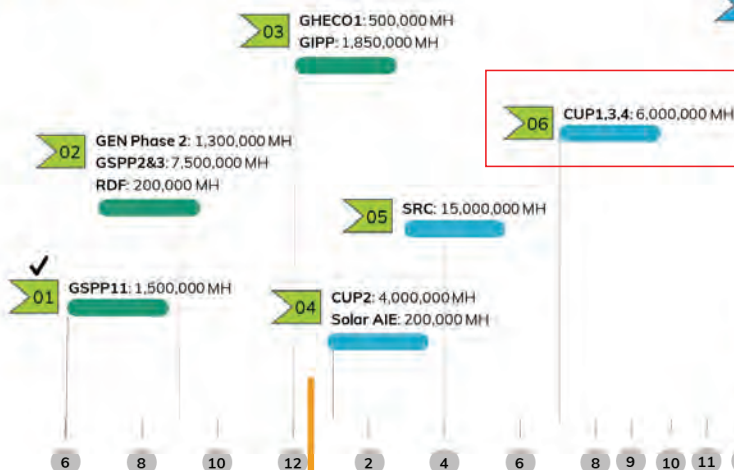 03
GHECO1: 500,000 MH
GIPP: 1,850,000 MH
06
CUP1,3,4: 6,000,000 MH
02
GEN Phase 2: 1,300,000 MH
GSPP2&3: 7,500,000 MH
RDF: 200,000 MH
05
SRC: 15,000,000 MH
01
GSPP11: 1,500,000 MH
04
CUP2: 4,000,000 MH
Solar AIE: 200,000 MH
6 8 10 12 2 4 6 8 9 10 11